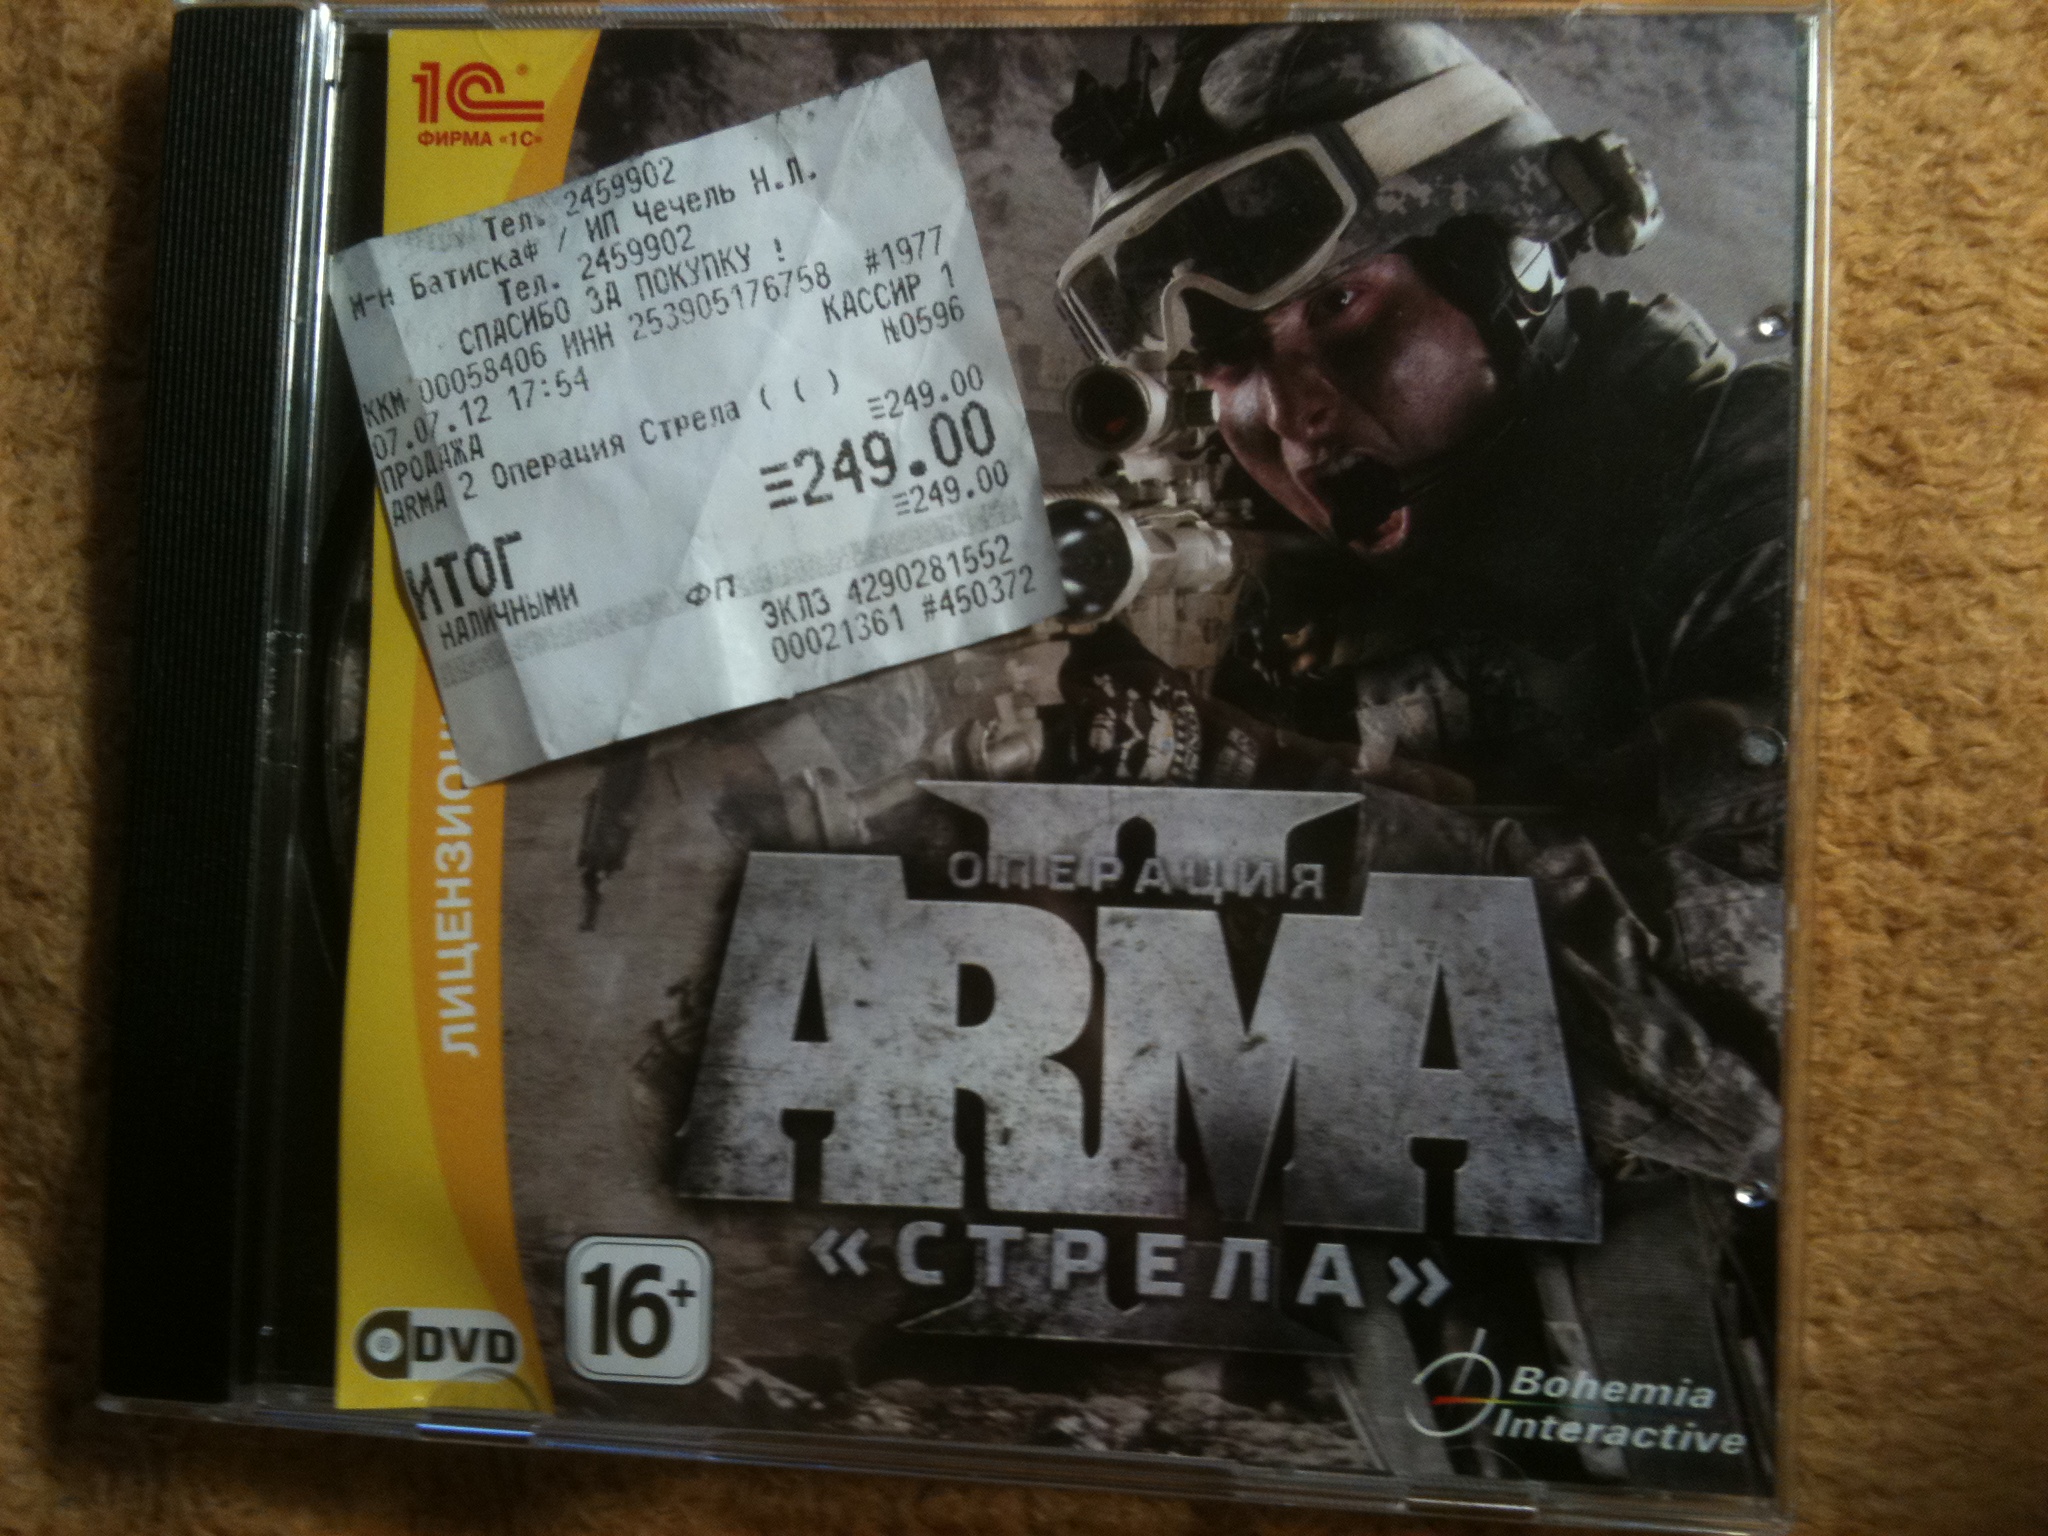 1С
ФИРМА «1С»
Тел. 2459902
м-н Батискаф / ИП Чечель Н.Л.
Тел. 2459902
СПАСИБО ЗА ПОКУПКУ !
ККМ 00058406 ИНН 253905176758 #1977
07.07.12 17:54 КАССИР 1
ПРОДАЖА №0596
ARMA 2 Операция Стрела ( ( )
≡249.00
ИТОГ ≡249.00
НАЛИЧНЫМИ ≡249.00
ФП ЭКЛЗ 4290281552
00021361 #450372
II
ОПЕРАЦИЯ
ARMA
«СТРЕЛА»
16+
DVD
Bohemia
Interactive